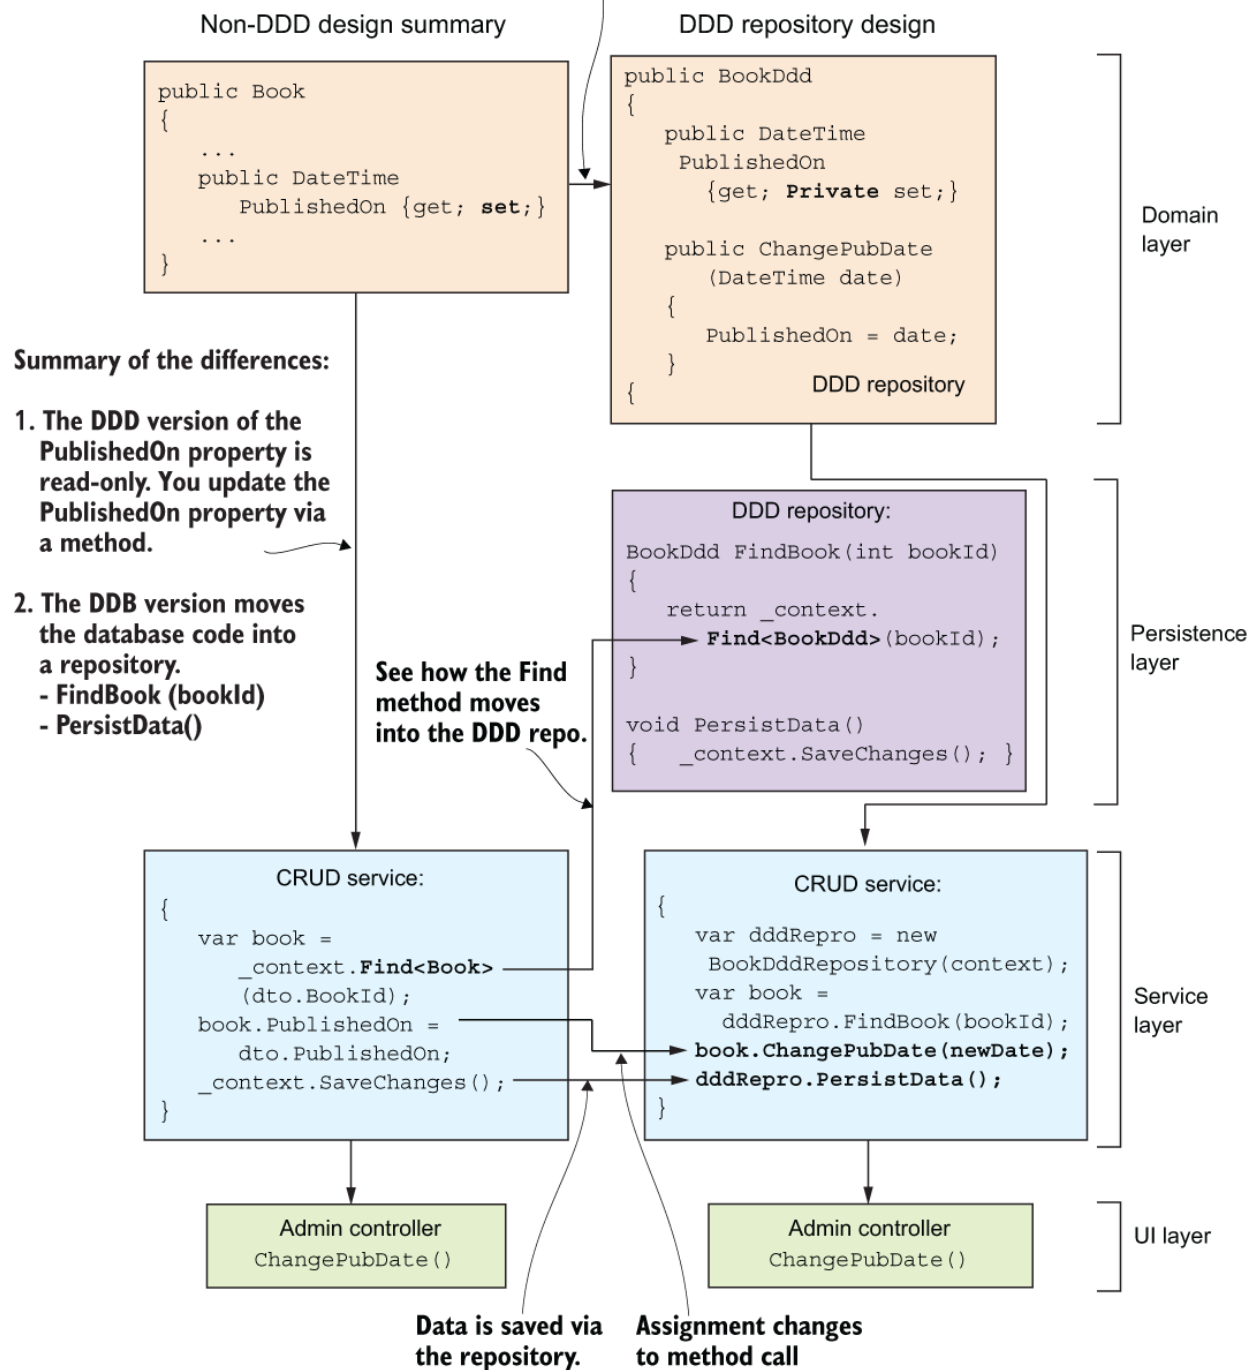 Non-DDD design summary
DDD repository design
public Book
{
...
public DateTime
PublishedOn {get; set;}
...
}
public BookDdd
{
public DateTime
PublishedOn
{get; Private set;}
public ChangePubDate
(DateTime date)
{
PublishedOn = date;
}
DDD repository
{
Domain
layer
Summary of the differences:
1. The DDD version of the
PublishedOn property is
read-only. You update the
PublishedOn property via
a method.
2. The DDB version moves
the database code into
a repository.
- FindBook (bookId)
- PersistData()
See how the Find
method moves
into the DDD repo.
DDD repository:
BookDdd FindBook(int bookId)
{
return _context.
Find<BookDdd>(bookId);
}
void PersistData()
{ _context.SaveChanges(); }
Persistence
layer
CRUD service:
{
var book =
_context.Find<Book>
(dto.BookId);
book.PublishedOn =
dto.PublishedOn;
_context.SaveChanges();
}
CRUD service:
{
var dddRepro = new
BookDddRepository(context);
var book =
dddRepro.FindBook(bookId);
book.ChangePubDate(newDate);
dddRepro.PersistData();
}
Service
layer
Admin controller
ChangePubDate()
Admin controller
ChangePubDate()
UI layer
Data is saved via
the repository.
Assignment changes
to method call